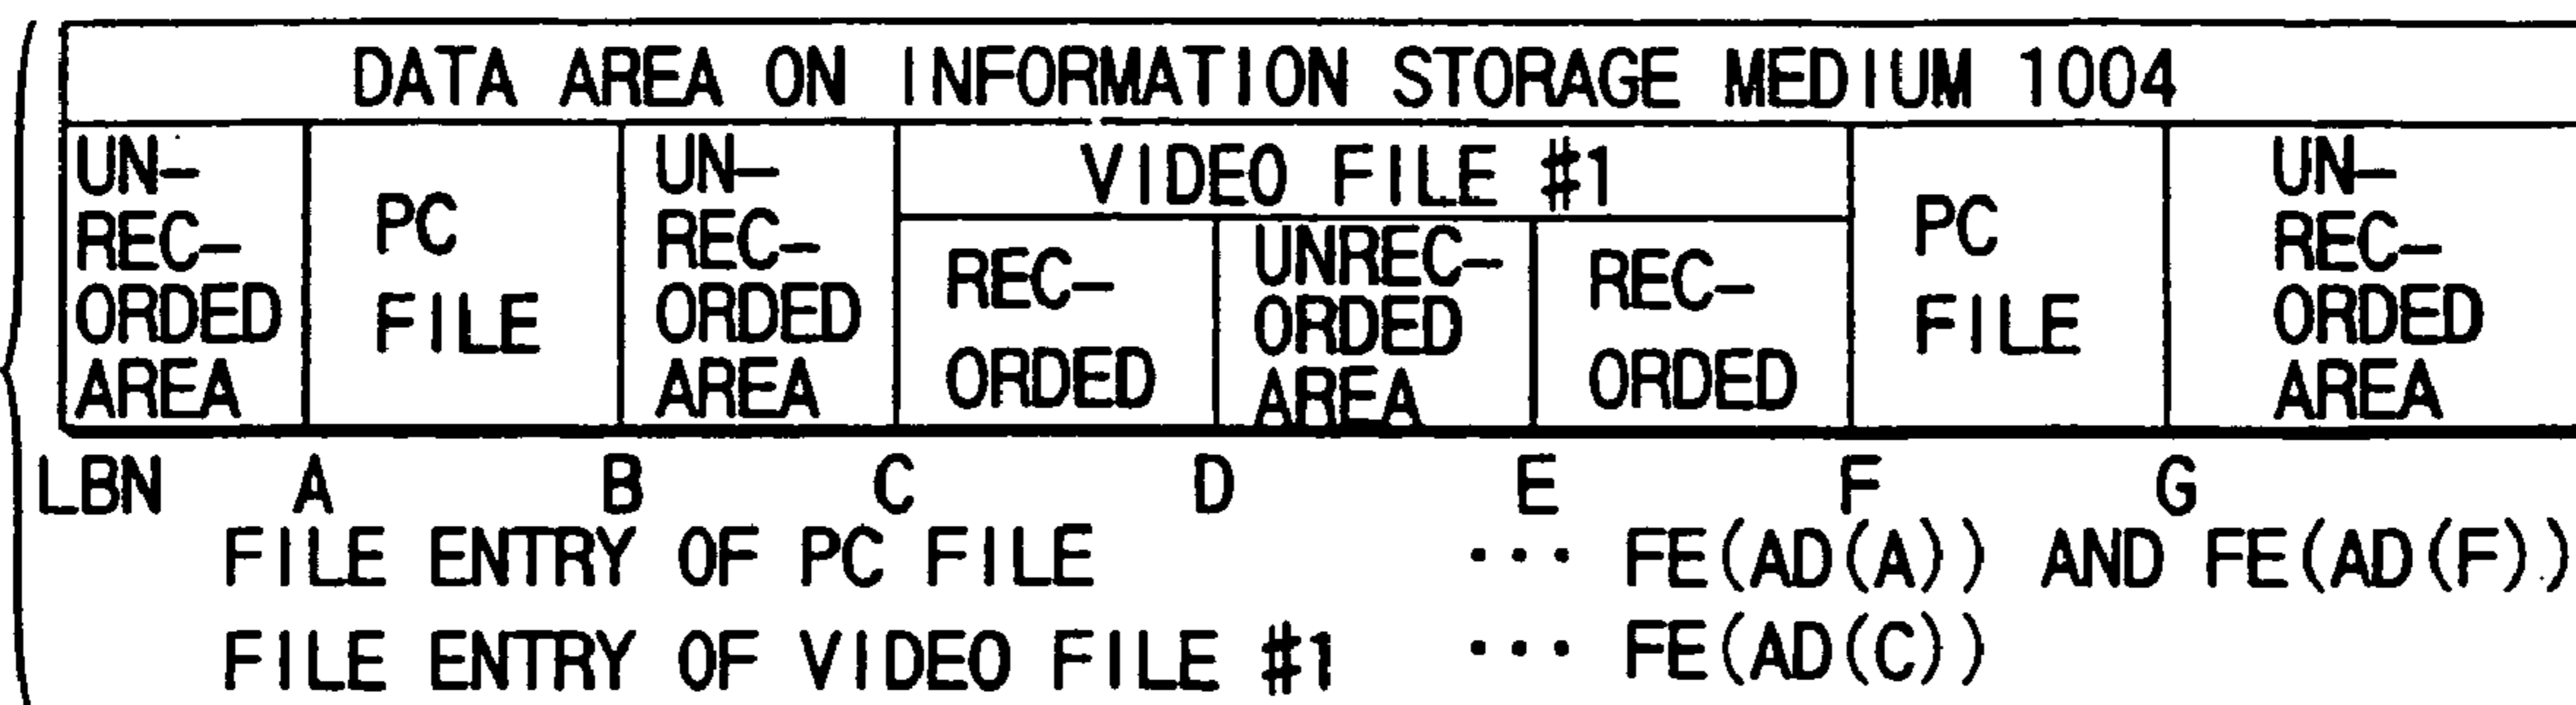 DATA AREA ON INFORMATION STORAGE MEDIUM 1004
UN-
REC-
ORDED
AREA
PC
FILE
UN-
REC-
ORDED
AREA
VIDEO FILE #1
REC-
ORDED
UNREC-
ORDED
AREA
REC-
ORDED
PC
FILE
UN-
REC-
ORDED
AREA
LBN A B C D E F G
FILE ENTRY OF PC FILE ··· FE(AD(A)) AND FE(AD(F))
FILE ENTRY OF VIDEO FILE #1 ··· FE(AD(C))